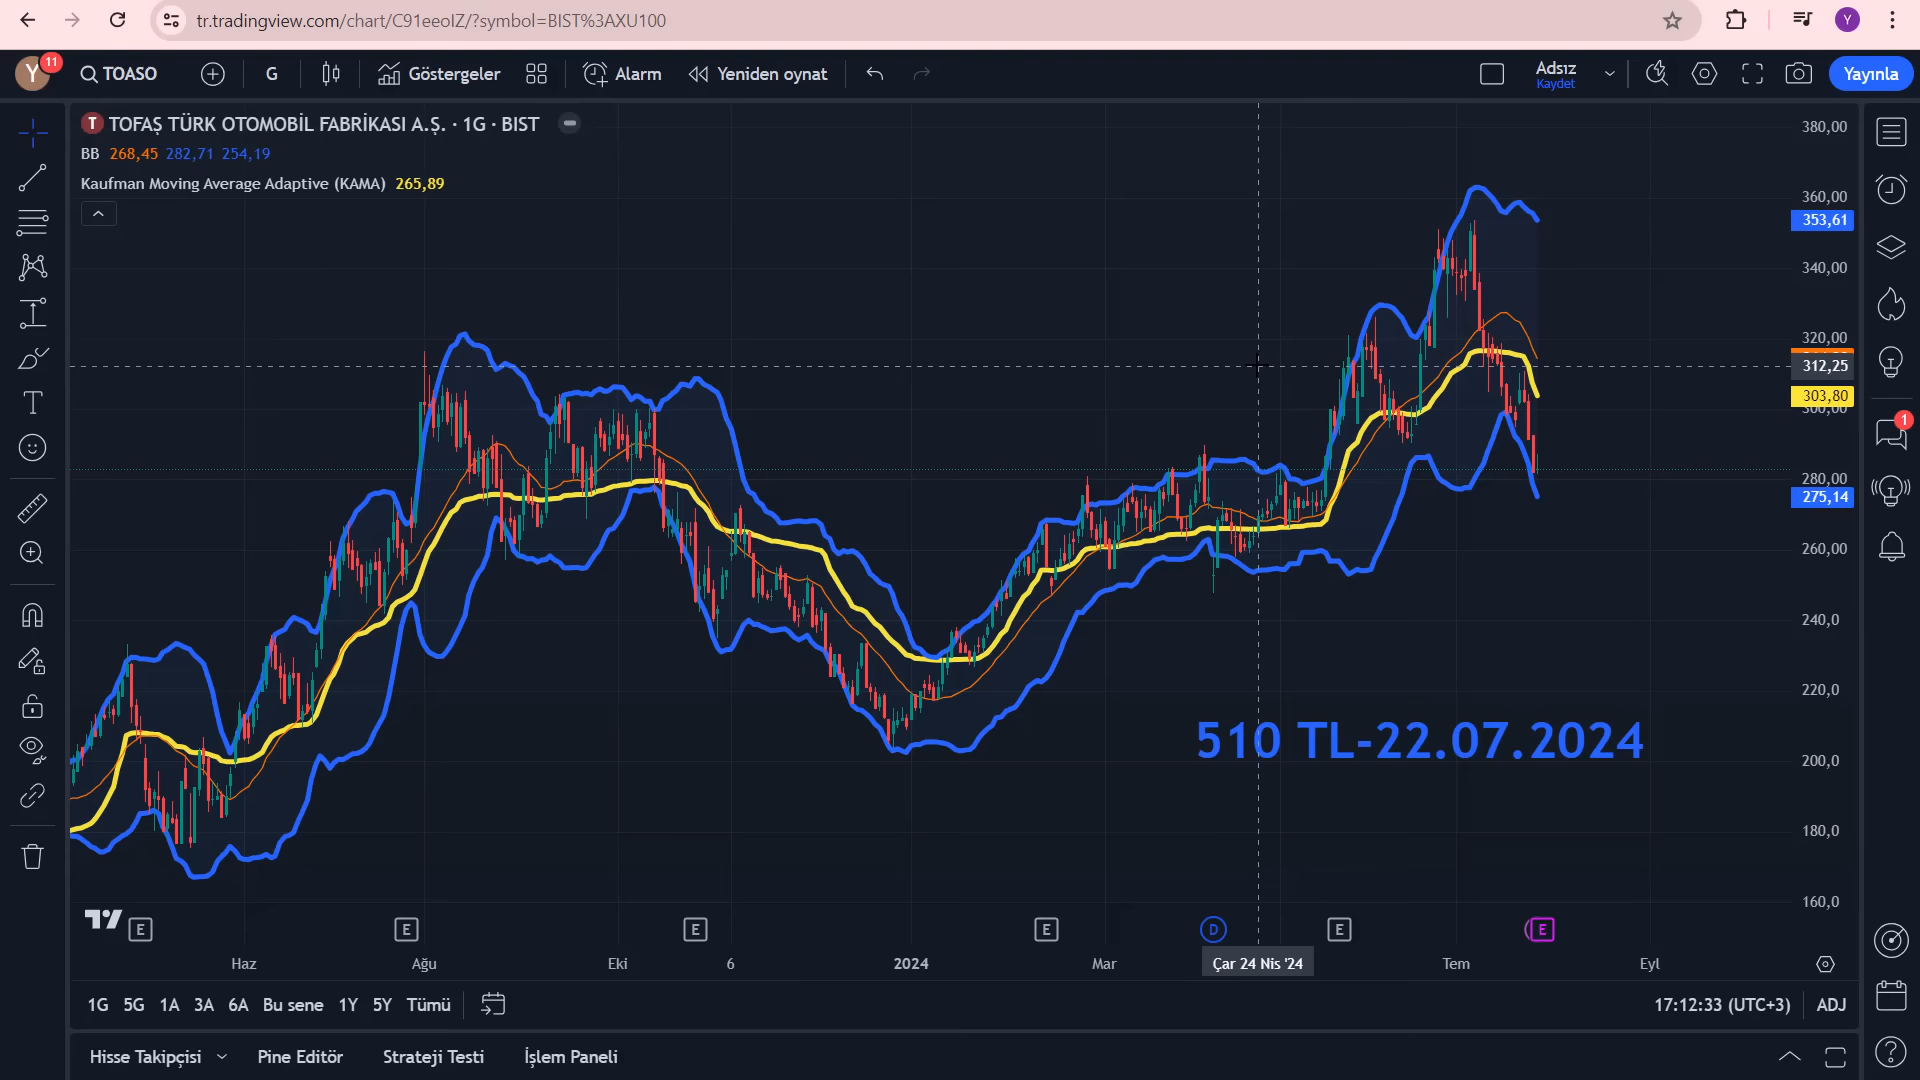 tr.tradingview.com/chart/C91eeoIZ/?symbol=BIST%3AXU100
Y
Y 11 TOASO G Göstergeler Alarm Yeniden oynat Adsız Kaydet Yayınla
T TOFAŞ TÜRK OTOMOBİL FABRİKASI A.Ş. · 1G · BIST
BB 268,45 282,71 254,19
Kaufman Moving Average Adaptive (KAMA) 265,89
380,00
360,00
353,61
340,00
320,00
312,25
303,80
300,00
280,00
275,14
260,00
240,0
220,0
510 TL-22.07.2024
200,0
180,0
160,0
1
E E E E D E E
Haz Ağu Eki 6 2024 Mar Çar 24 Nis '24 Tem Eyl
1G 5G 1A 3A 6A Bu sene 1Y 5Y Tümü 17:12:33 (UTC+3) ADJ
Hisse Takipçisi Pine Editör Strateji Testi İşlem Paneli